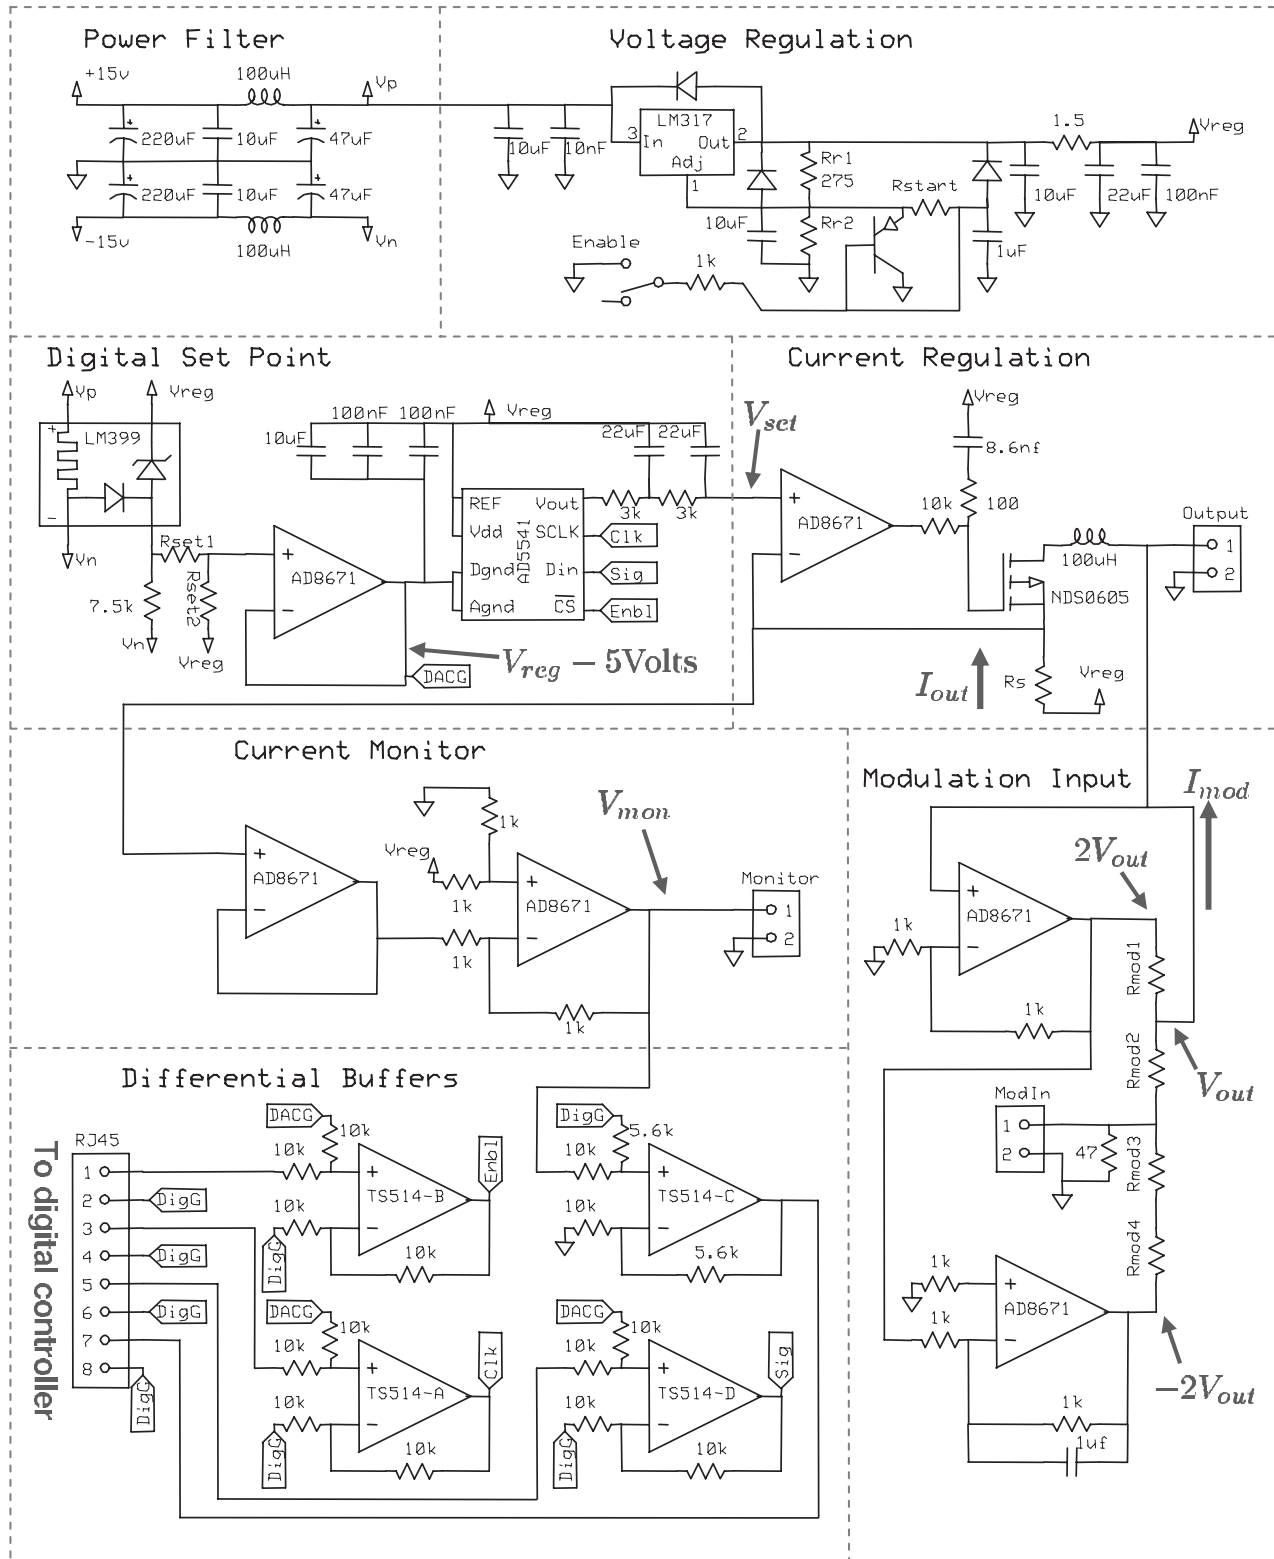 Power Filter
+15v
100uH
Vp
220uF
10uF
47uF
220uF
10uF
47uF
-15v
100uH
Vn
Voltage Regulation
10uF
10nF
LM317
3
In
Out
2
Adj
1
Rr1
275
Rr2
10uF
Rstart
1.5
Vreg
10uF
22uF
100nF
1uF
Enable
1k
Digital Set Point
Vp
Vreg
+
LM399
-
Vn
Rset1
7.5k
Rset2
Vn
Vreg
+
AD8671
-
10uF
100nF
100nF
Vreg
22uF
22uF
REF
Vout
Vdd
SCLK
Dgnd
Din
Agnd
CS
AD5541
3k
3k
Clk
Sig
Enbl
Vreg − 5Volts
DACG
Current Regulation
Vset
Vreg
8.6nf
100
10k
+
AD8671
-
100uH
NDS0605
Output
1
2
Iout
Rs
Vreg
Current Monitor
+
AD8671
-
1k
Vreg
1k
1k
+
AD8671
-
1k
Vmon
Monitor
1
2
Modulation Input
Imod
2Vout
+
AD8671
-
1k
1k
Rmod1
Rmod2
Vout
ModIn
1
2
47
Rmod3
Rmod4
1k
1k
+
AD8671
-
−2Vout
1k
1uf
Differential Buffers
To digital controller
RJ45
1
2
3
4
5
6
7
8
DigG
DigG
DigG
DigG
DACG
10k
10k
+
TS514-B
-
10k
DigG
10k
Enbl
DigG
5.6k
10k
+
TS514-C
-
10k
5.6k
DACG
10k
10k
+
TS514-A
-
10k
DigG
10k
Clk
DACG
10k
10k
+
TS514-D
-
10k
DigG
10k
Sig